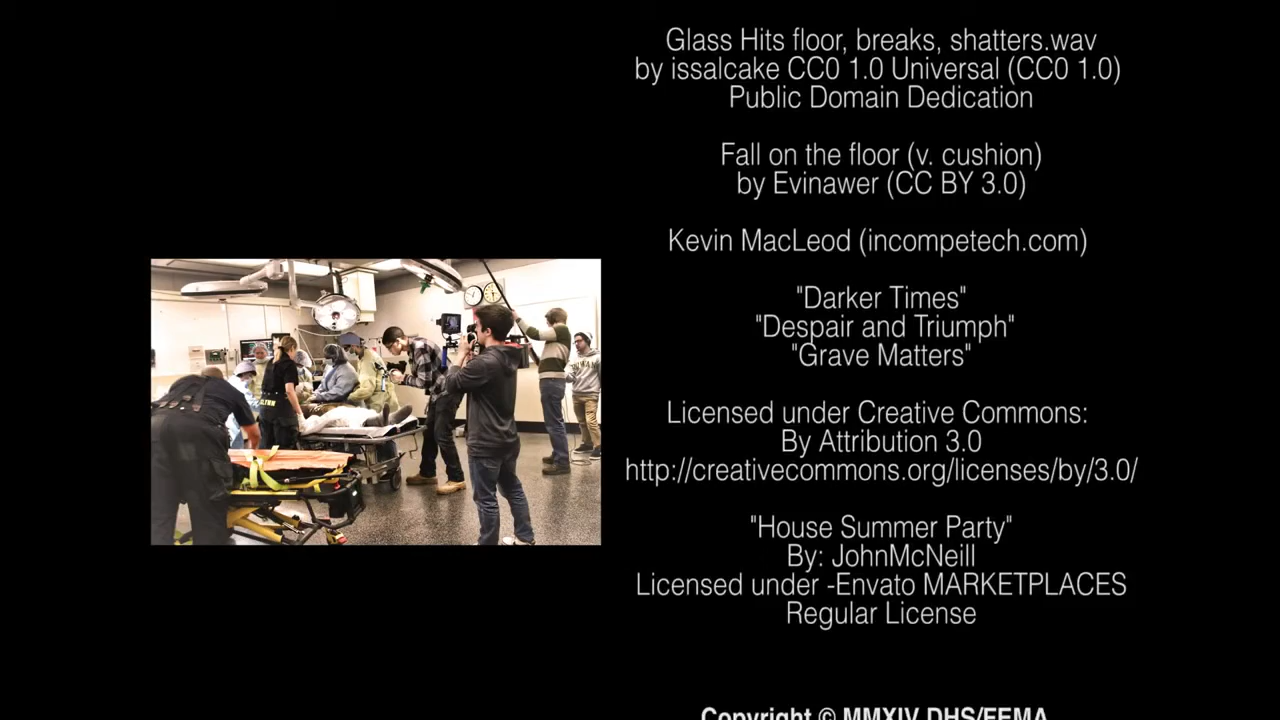 Glass Hits floor, breaks, shatters.wav
by issalcake CC0 1.0 Universal (CC0 1.0)
Public Domain Dedication
Fall on the floor (v. cushion)
by Evinawer (CC BY 3.0)
Kevin MacLeod (incompetech.com)
"Darker Times"
"Despair and Triumph"
"Grave Matters"
Licensed under Creative Commons:
By Attribution 3.0
http://creativecommons.org/licenses/by/3.0/
"House Summer Party"
By: JohnMcNeill
Licensed under -Envato MARKETPLACES
Regular License
Copyright © MMXIV DHS/FEMA